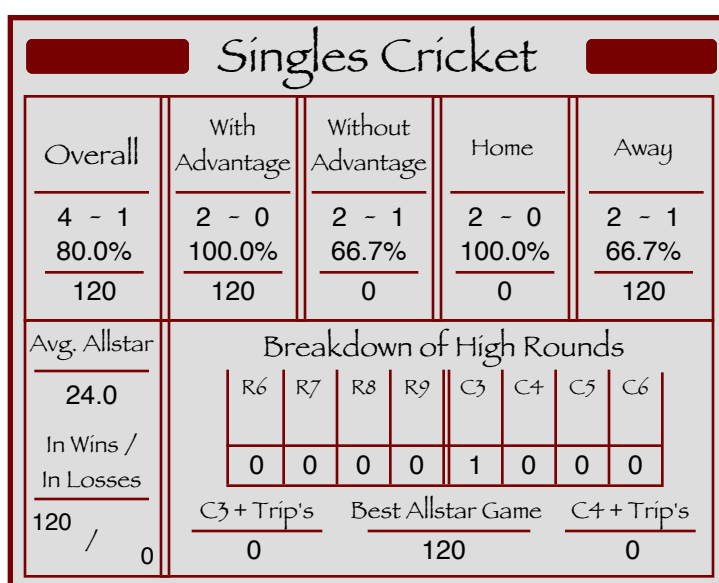 Singles Cricket
Overall
With
Advantage
Without
Advantage
Home
Away
4 ~ 1
2 ~ 0
2 ~ 1
2 ~ 0
2 ~ 1
80.0%
100.0%
66.7%
100.0%
66.7%
120
120
0
0
120
Avg. Allstar
24.0
In Wins /
In Losses
120 / 0
Breakdown of High Rounds
R6 R7 R8 R9 C3 C4 C5 C6
0 0 0 0 1 0 0 0
C3 + Trip's
Best Allstar Game
C4 + Trip's
0
120
0